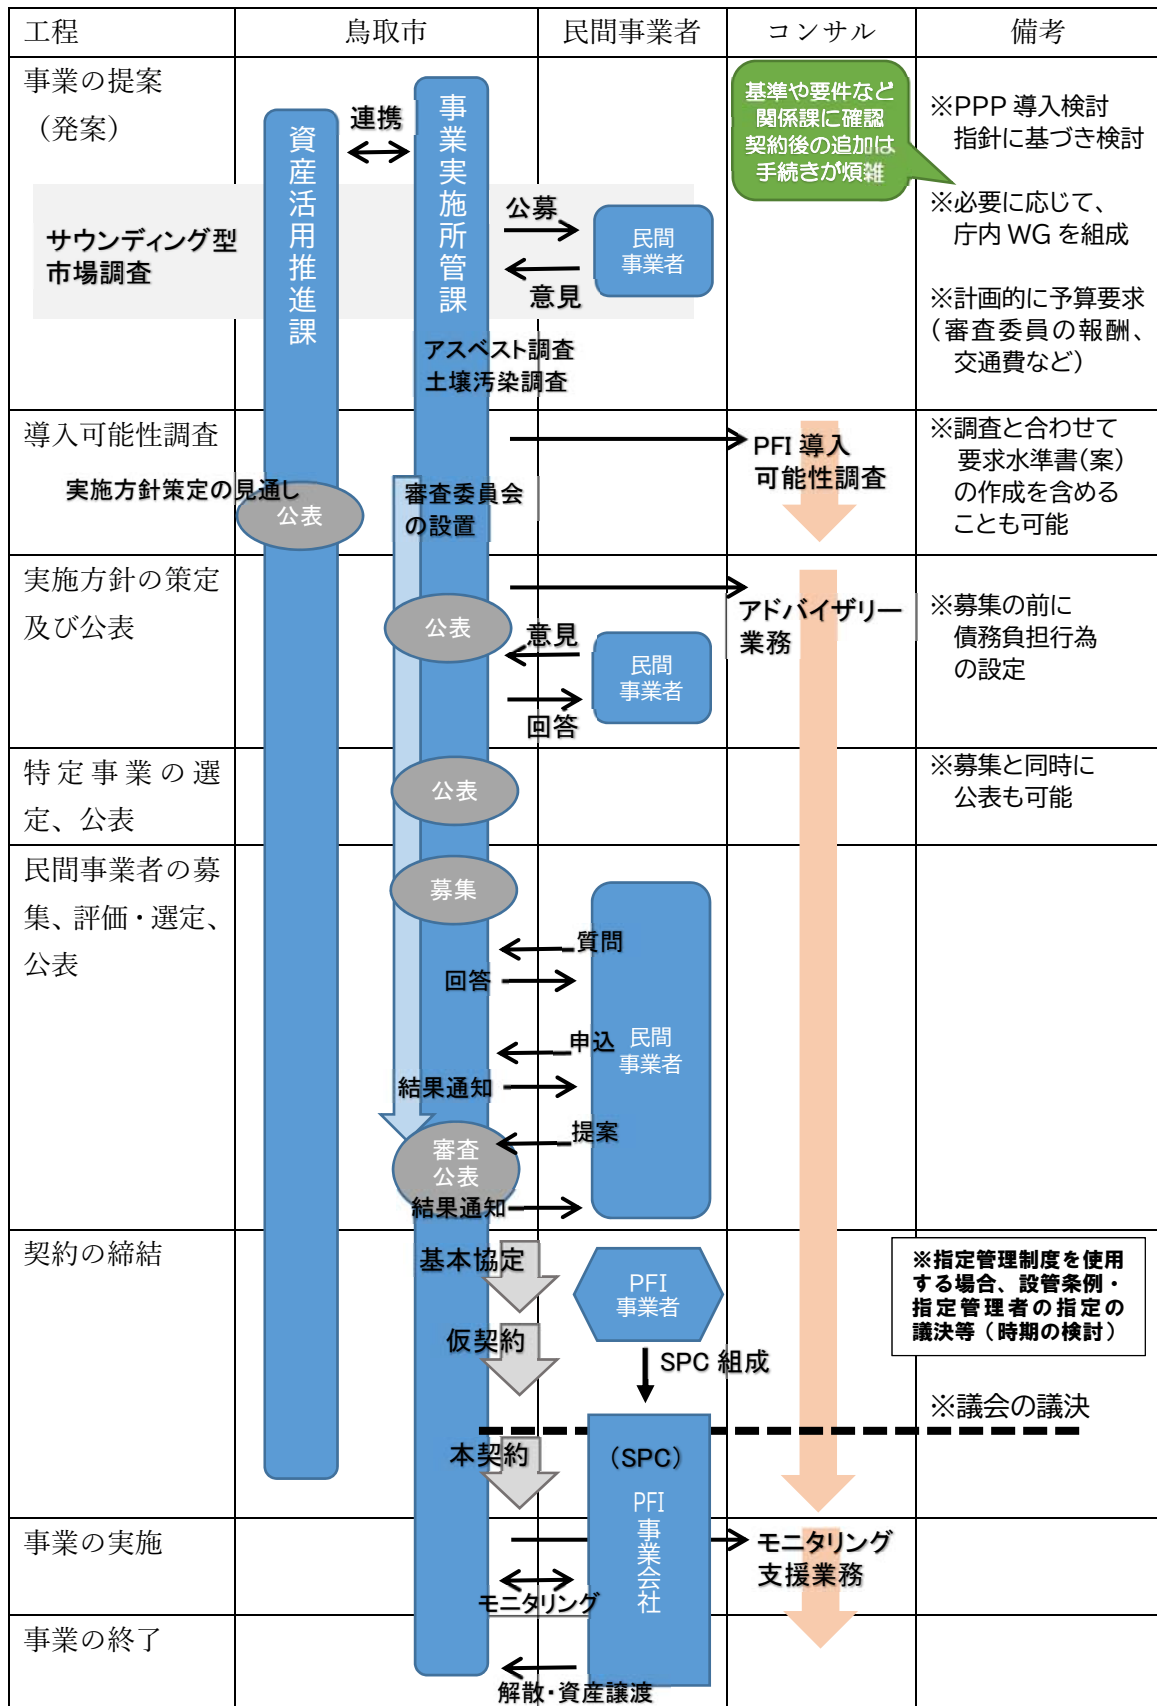 工程
鳥取市
民間事業者
コンサル
備考
事業の提案
（発案）
資産活用推進課
連携
事業実施所管課
基準や要件など
関係課に確認
契約後の追加は
手続きが煩雑
※PPP 導入検討
指針に基づき検討
※必要に応じて、
庁内 WG を組成
※計画的に予算要求
（審査委員の報酬、
交通費など）
サウンディング型
市場調査
公募
意見
民間
事業者
アスベスト調査
土壌汚染調査
導入可能性調査
実施方針策定の見通し
公表
審査委員会
の設置
PFI 導入
可能性調査
※調査と合わせて
要求水準書（案）
の作成を含める
ことも可能
実施方針の策定
及び公表
公表
意見
回答
民間
事業者
アドバイザリー
業務
※募集の前に
債務負担行為
の設定
特定事業の選
定、公表
公表
※募集と同時に
公表も可能
民間事業者の募
集、評価・選定、
公表
募集
質問
回答
申込
民間
事業者
結果通知
提案
審査
公表
結果通知
契約の締結
基本協定
PFI
事業者
※指定管理制度を使用
する場合、設管条例・
指定管理者の指定の
議決等（時期の検討）
仮契約
SPC 組成
※議会の議決
本契約
（SPC）
PFI
事業会社
事業の実施
モニタリング
支援業務
モニタリング
事業の終了
解散・資産譲渡